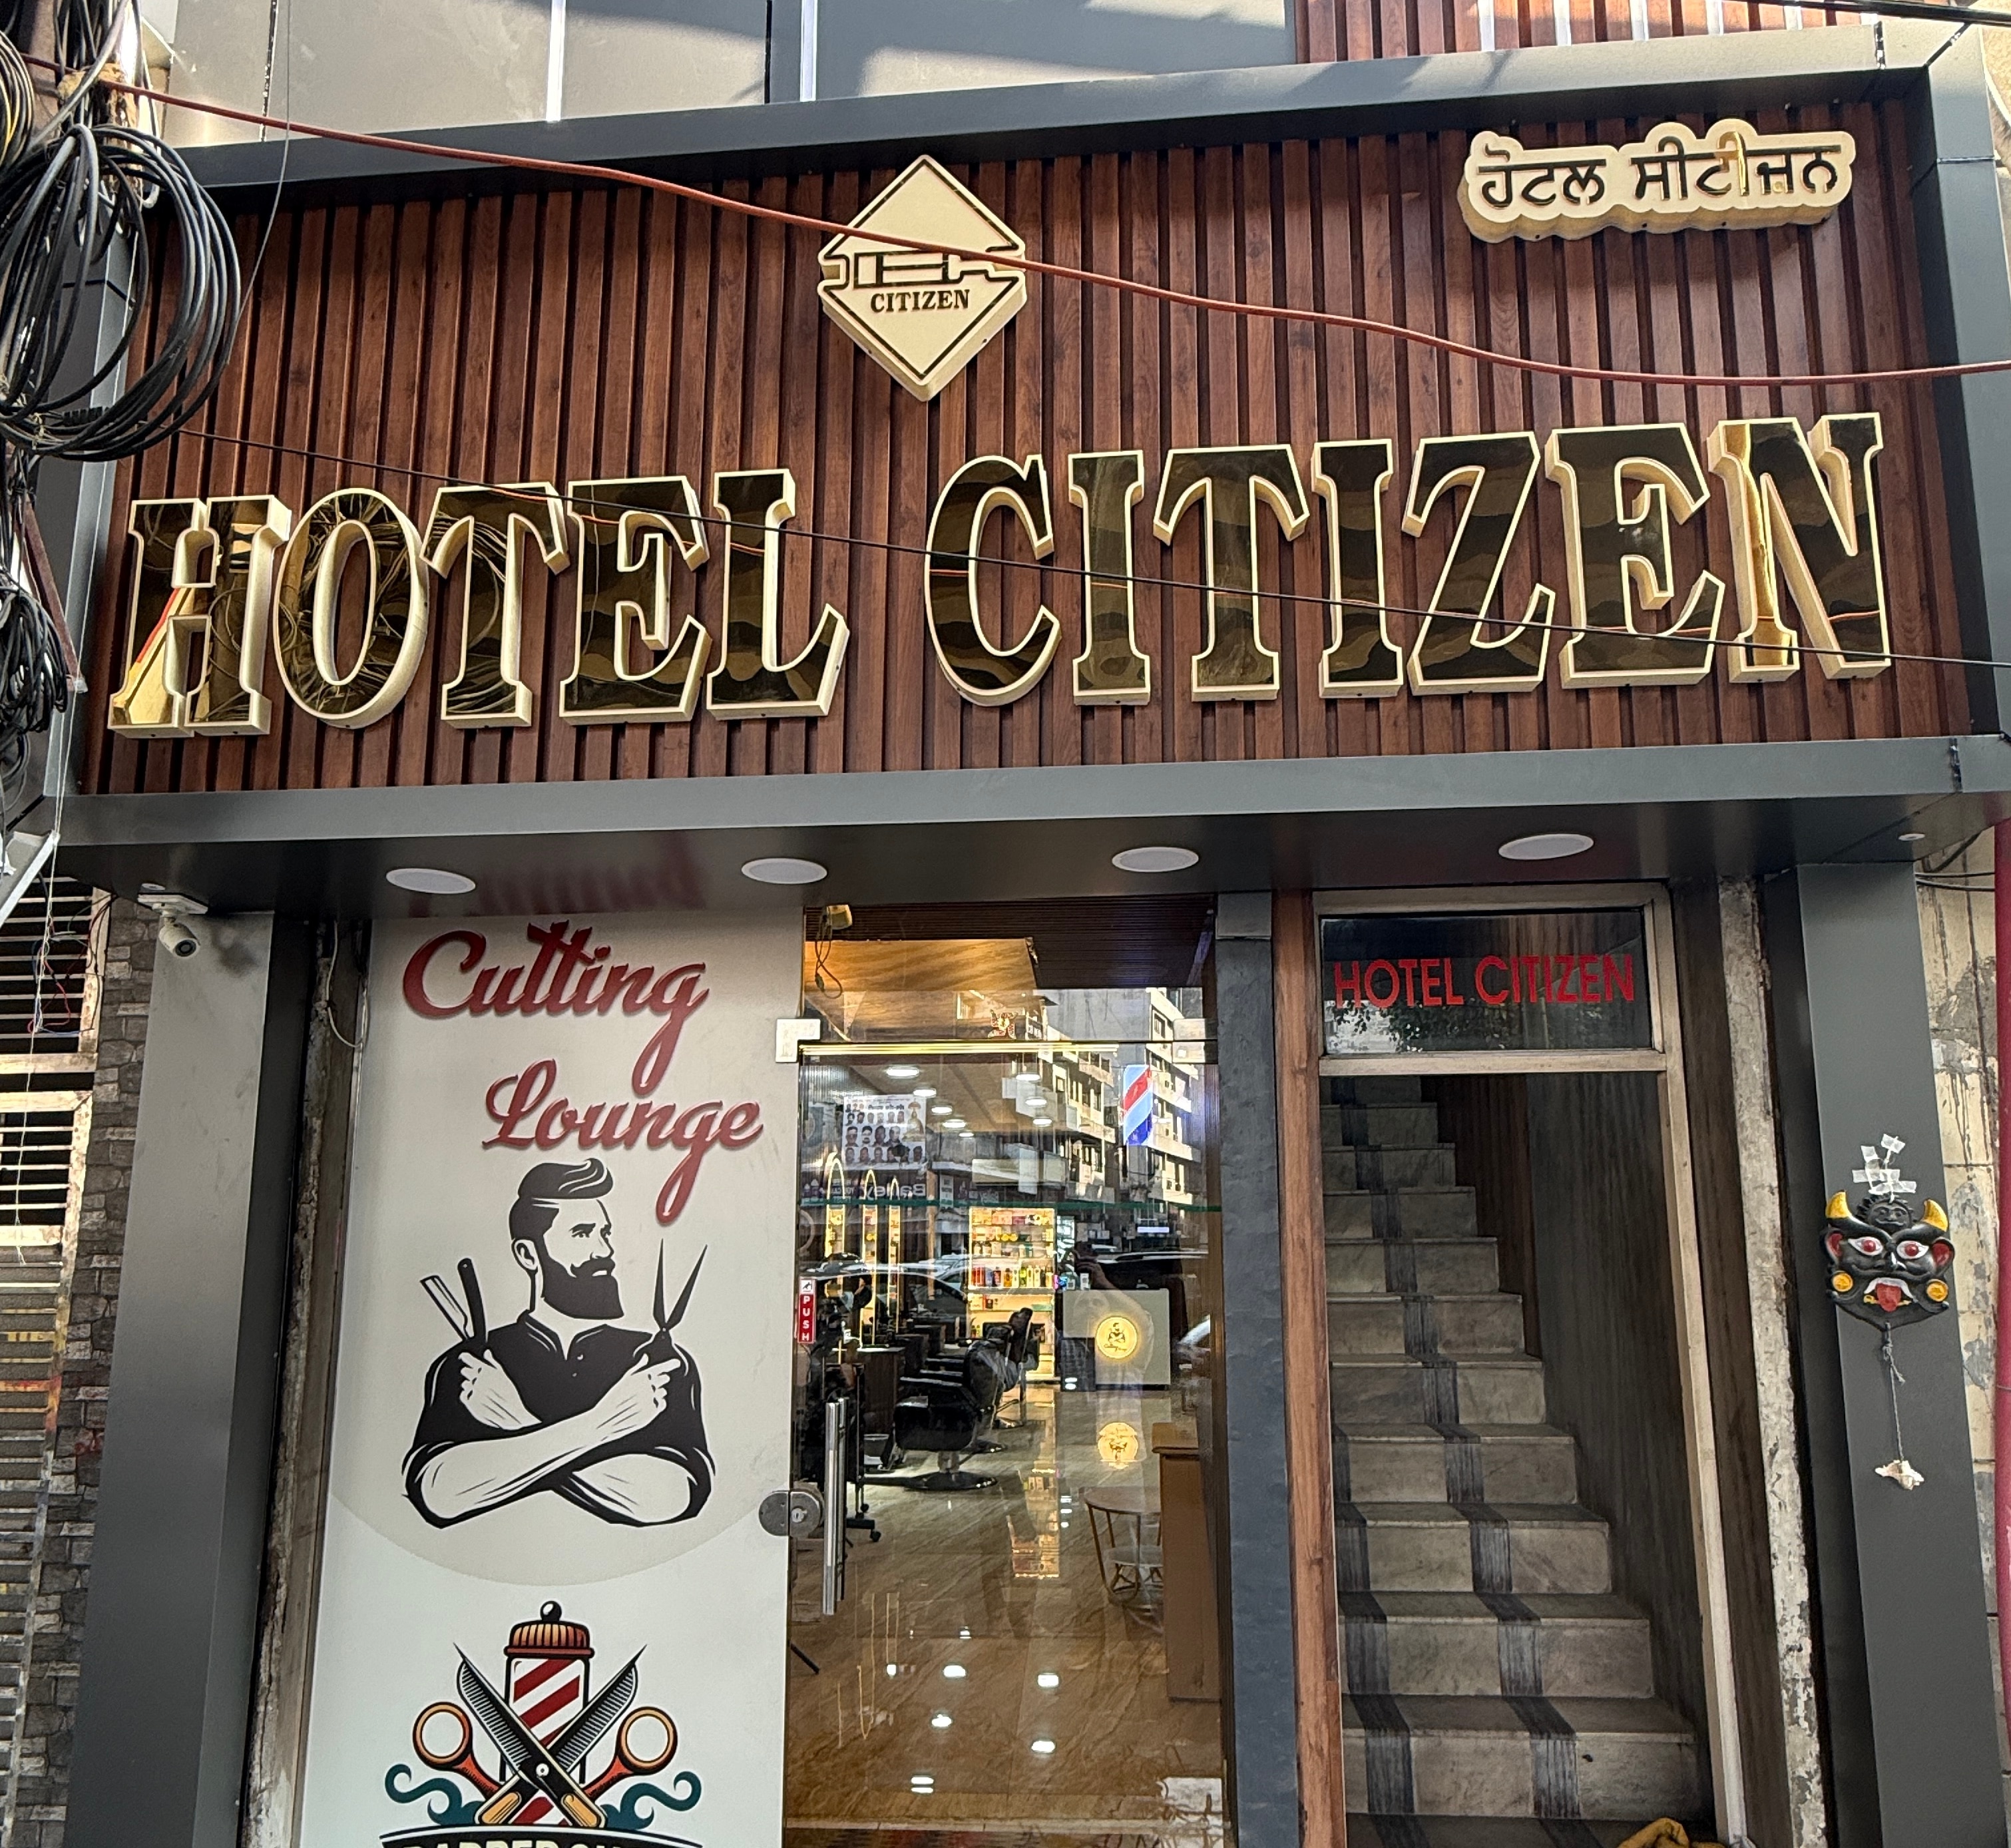 ਹੋਟਲ ਸੀਟੀਜ਼ਨ
CITIZEN
HOTEL CITIZEN
Cutting
Lounge
HOTEL CITIZEN
PUSH